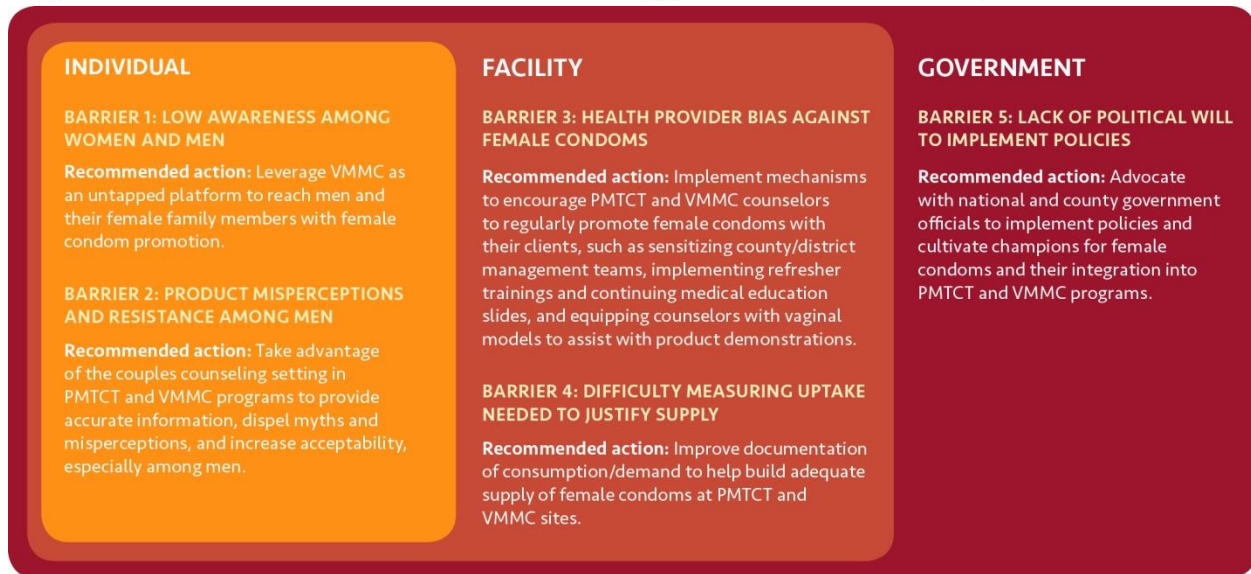 INDIVIDUAL
BARRIER 1: LOW AWARENESS AMONG
WOMEN AND MEN
Recommended action: Leverage VMMC as
an untapped platform to reach men and
their female family members with female
condom promotion.
BARRIER 2: PRODUCT MISPERCEPTIONS
AND RESISTANCE AMONG MEN
Recommended action: Take advantage
of the couples counseling setting in
PMTCT and VMMC programs to provide
accurate information, dispel myths and
misperceptions, and increase acceptability,
especially among men.
FACILITY
BARRIER 3: HEALTH PROVIDER BIAS AGAINST
FEMALE CONDOMS
Recommended action: Implement mechanisms
to encourage PMTCT and VMMC counselors
to regularly promote female condoms with
their clients, such as sensitizing county/district
management teams, implementing refresher
trainings and continuing medical education
slides, and equipping counselors with vaginal
models to assist with product demonstrations.
BARRIER 4: DIFFICULTY MEASURING UPTAKE
NEEDED TO JUSTIFY SUPPLY
Recommended action: Improve documentation
of consumption/demand to help build adequate
supply of female condoms at PMTCT and
VMMC sites.
GOVERNMENT
BARRIER 5: LACK OF POLITICAL WILL
TO IMPLEMENT POLICIES
Recommended action: Advocate
with national and county government
officials to implement policies and
cultivate champions for female
condoms and their integration into
PMTCT and VMMC programs.